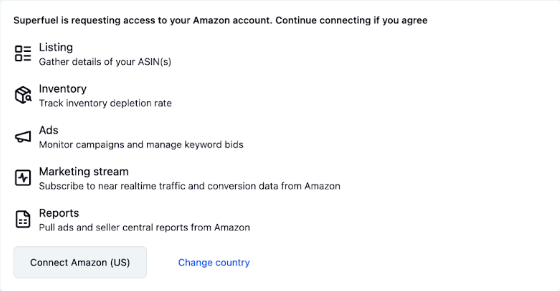 Superfuel is requesting access to your Amazon account. Continue connecting if you agree
Listing
Gather details of your ASIN(s)
Inventory
Track inventory depletion rate
Ads
Monitor campaigns and manage keyword bids
Marketing stream
Subscribe to near realtime traffic and conversion data from Amazon
Reports
Pull ads and seller central reports from Amazon
Connect Amazon (US) Change country